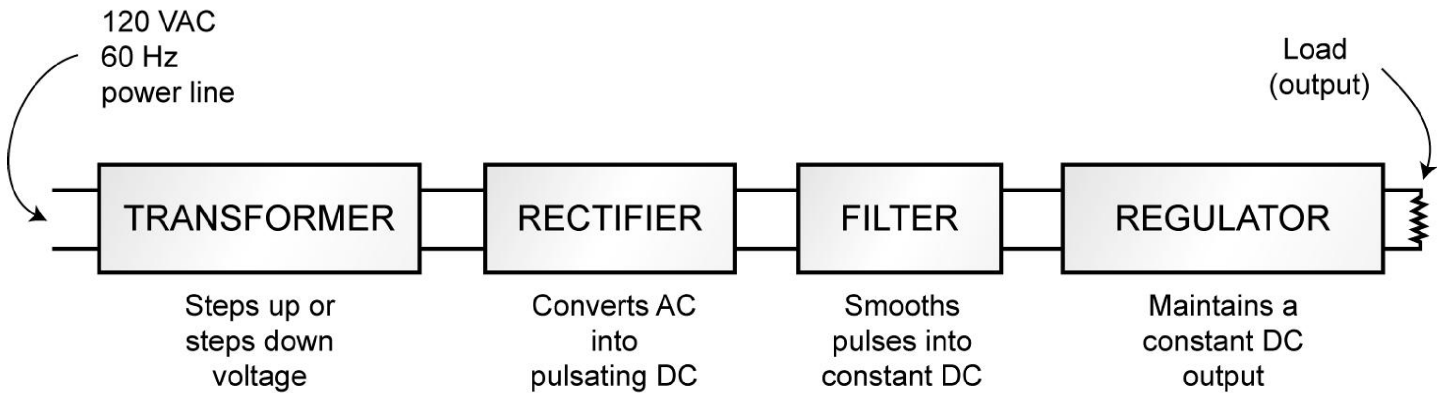 120 VAC
60 Hz
power line
Load
(output)
TRANSFORMER
RECTIFIER
FILTER
REGULATOR
Steps up or
steps down
voltage
Converts AC
into
pulsating DC
Smooths
pulses into
constant DC
Maintains a
constant DC
output